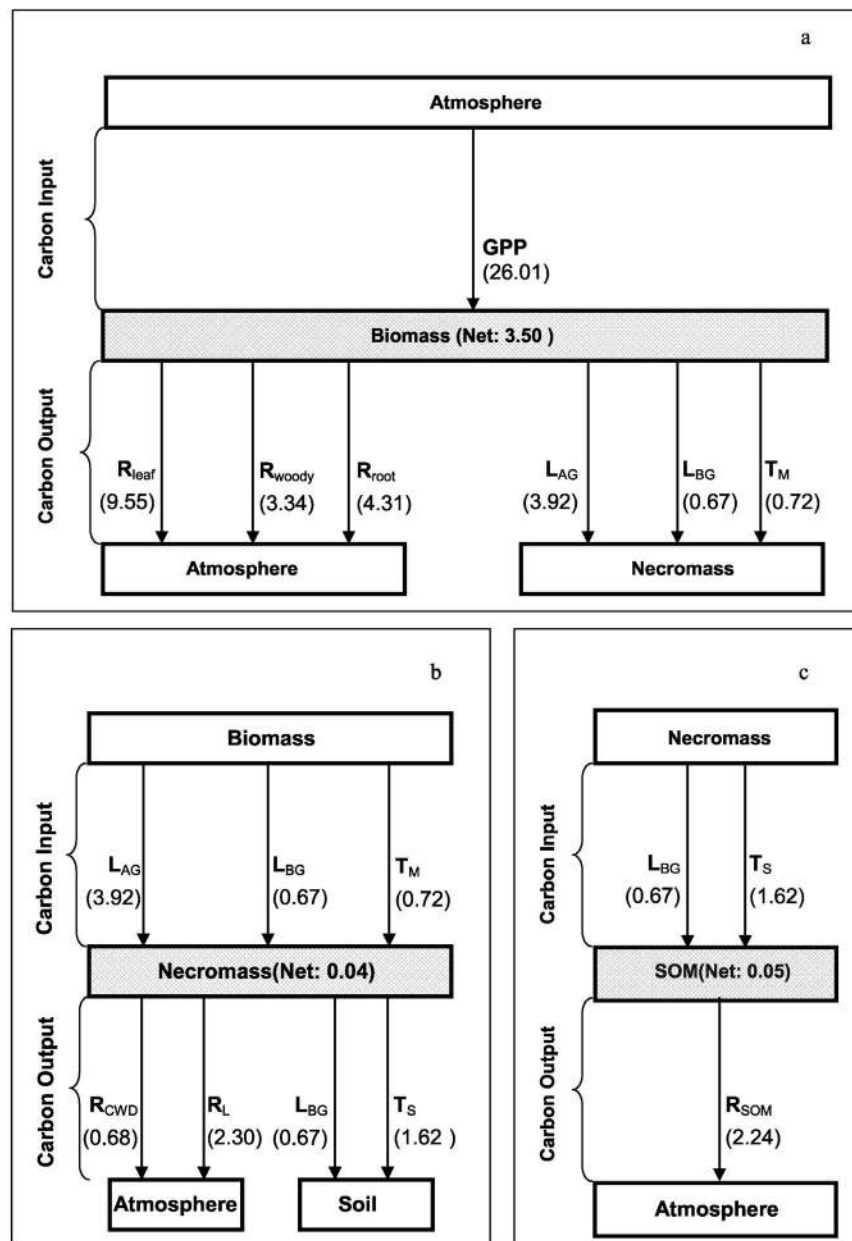 a
Atmosphere
Carbon Input
GPP
(26.01)
Biomass (Net: 3.50 )
Carbon Output
Rleaf
(9.55)
Rwoody
(3.34)
Rroot
(4.31)
LAG
(3.92)
LBG
(0.67)
TM
(0.72)
Atmosphere
Necromass
b
Biomass
Carbon Input
LAG
(3.92)
LBG
(0.67)
TM
(0.72)
Necromass(Net: 0.04)
Carbon Output
RCWD
(0.68)
RL
(2.30)
LBG
(0.67)
TS
(1.62 )
Atmosphere
Soil
c
Necromass
Carbon Input
LBG
(0.67)
TS
(1.62)
SOM(Net: 0.05)
Carbon Output
RSOM
(2.24)
Atmosphere